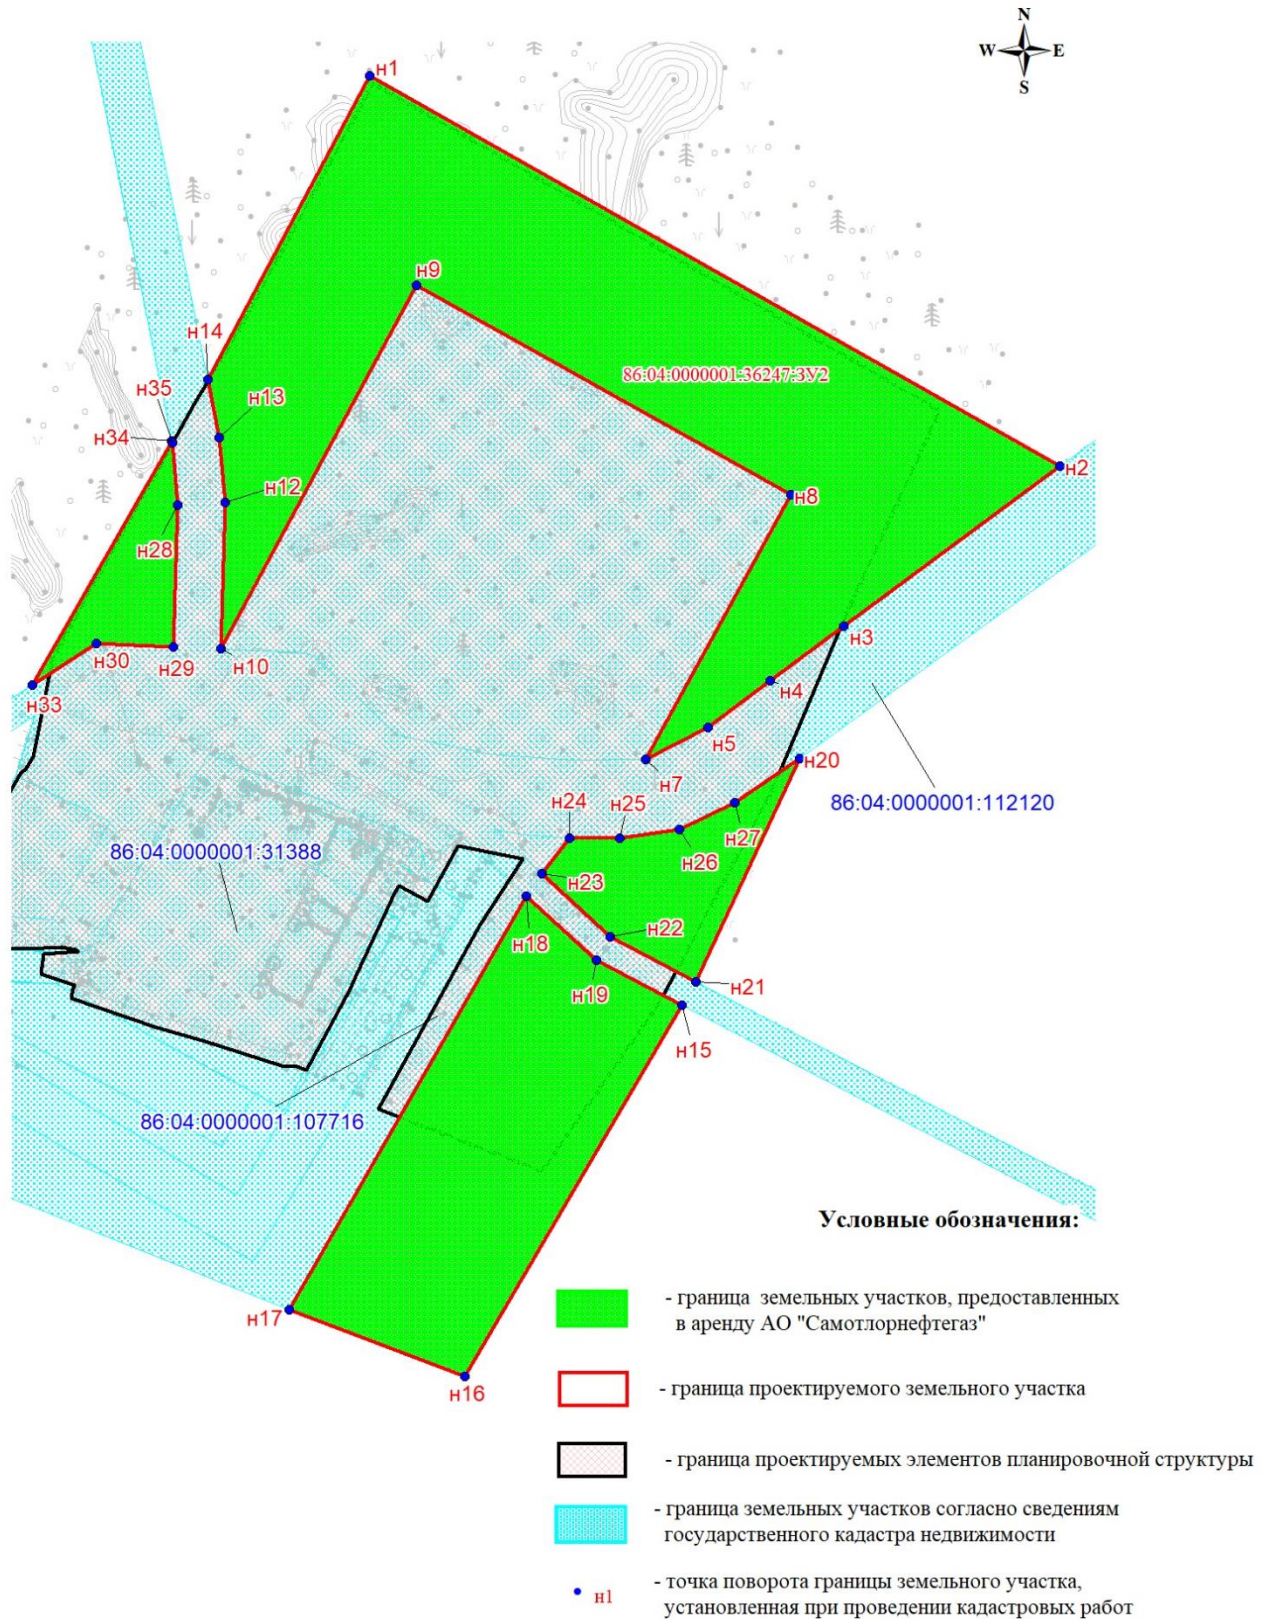 N
W E
S
н1
н9
н14
86:04:0000001:36247:ЗУ2
н35
н13
н34
н2
н12
н8
н28
н3
н30
н29
н10
н4
н33
н5
н7
н20
н24
н25
н27
86:04:0000001:112120
н26
86:04:0000001:31388
н23
н22
н18
н19
н21
н15
86:04:0000001:107716
н17
н16
Условные обозначения:
- граница земельных участков, предоставленных
в аренду АО "Самотлорнефтегаз"
- граница проектируемого земельного участка
- граница проектируемых элементов планировочной структуры
- граница земельных участков согласно сведениям
государственного кадастра недвижимости
- точка поворота границы земельного участка,
н1
установленная при проведении кадастровых работ